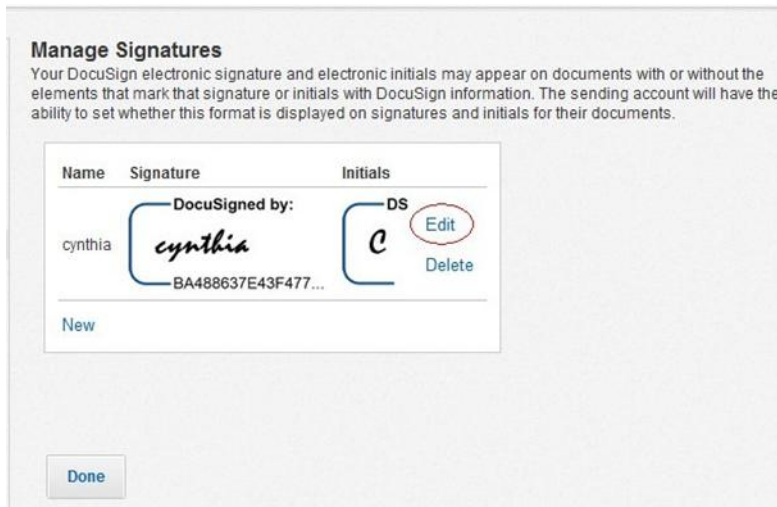 Manage Signatures
Your DocuSign electronic signature and electronic initials may appear on documents with or without the
elements that mark that signature or initials with DocuSign information. The sending account will have the
ability to set whether this format is displayed on signatures and initials for their documents.
Name Signature Initials
DocuSigned by: DS
cynthia cynthia C Edit
Delete
BA488637E43F477...
New
Done